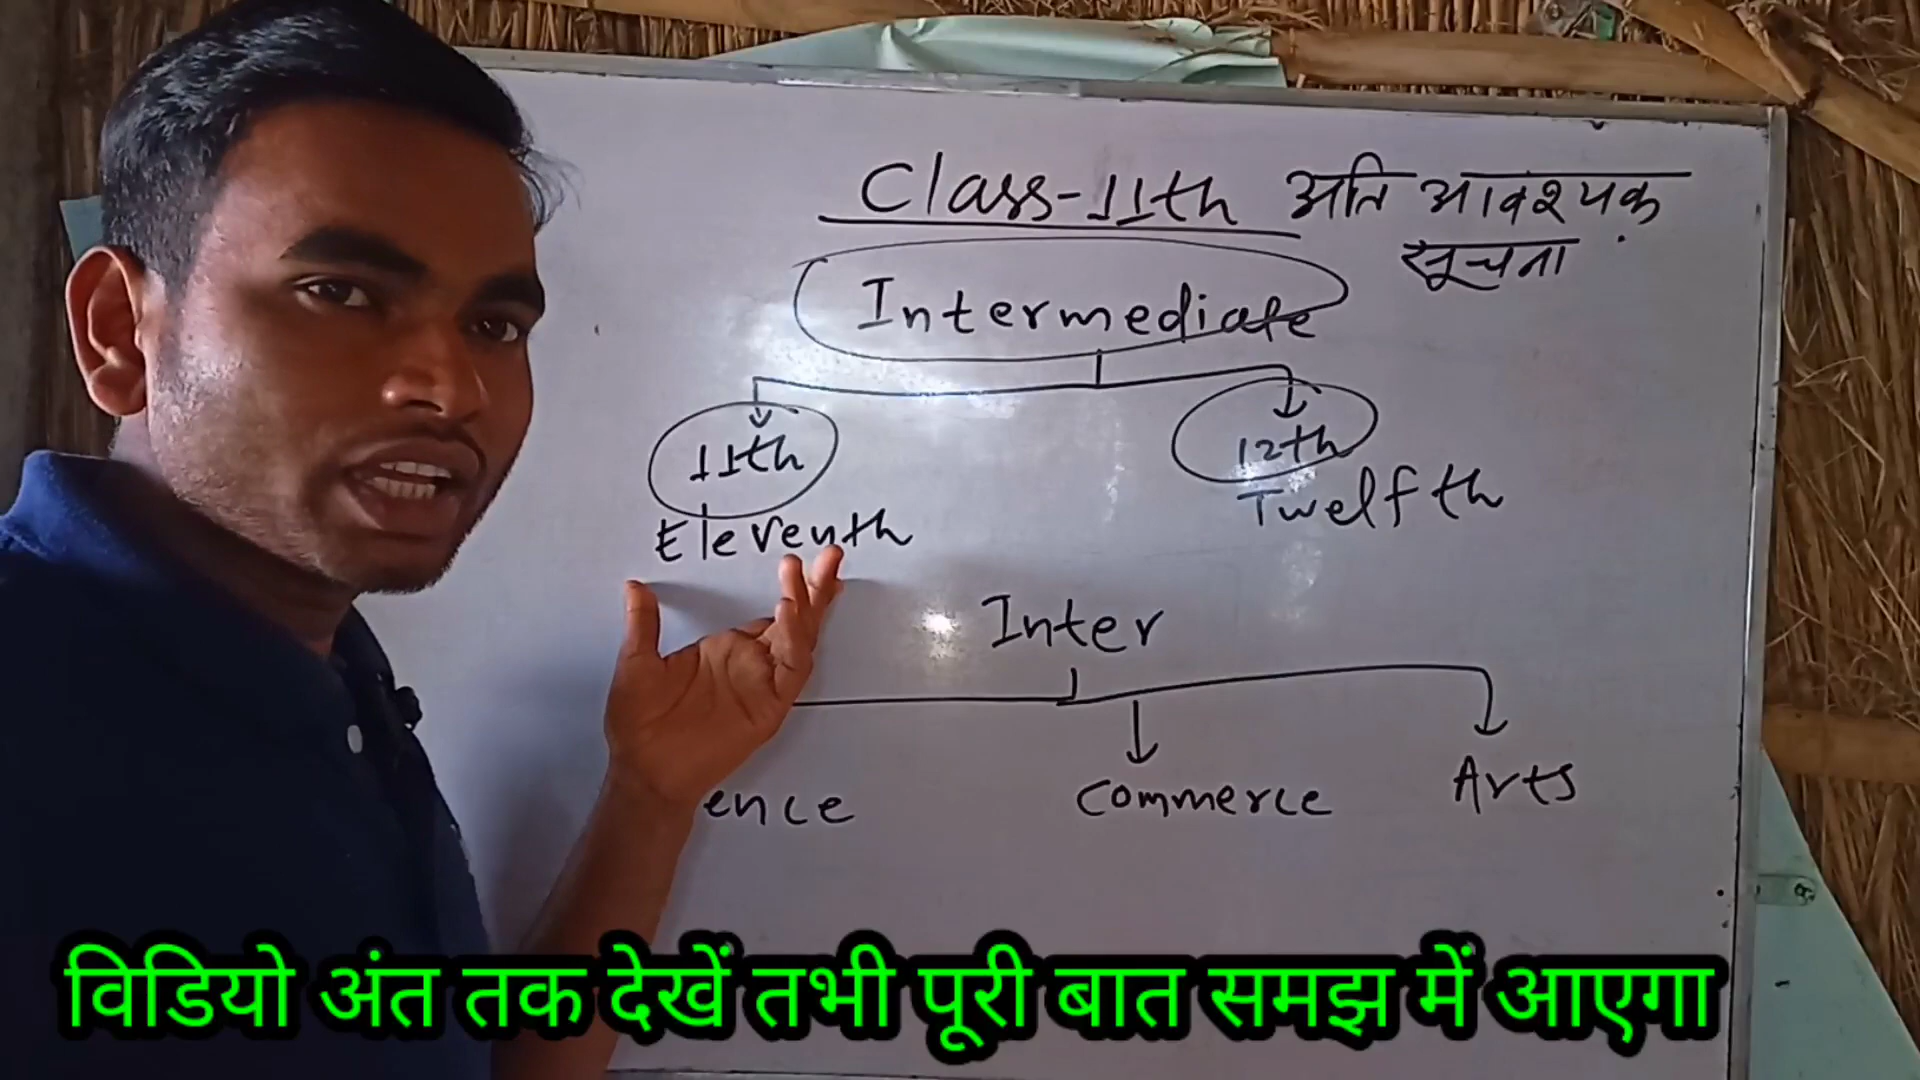 Class-11th अति आवश्यक
सूचना
Intermediate
11th 12th
Eleventh Twelfth
Inter
ence Commerce Arts
विडियो अंत तक देखें तभी पूरी बात समझ में आएगा